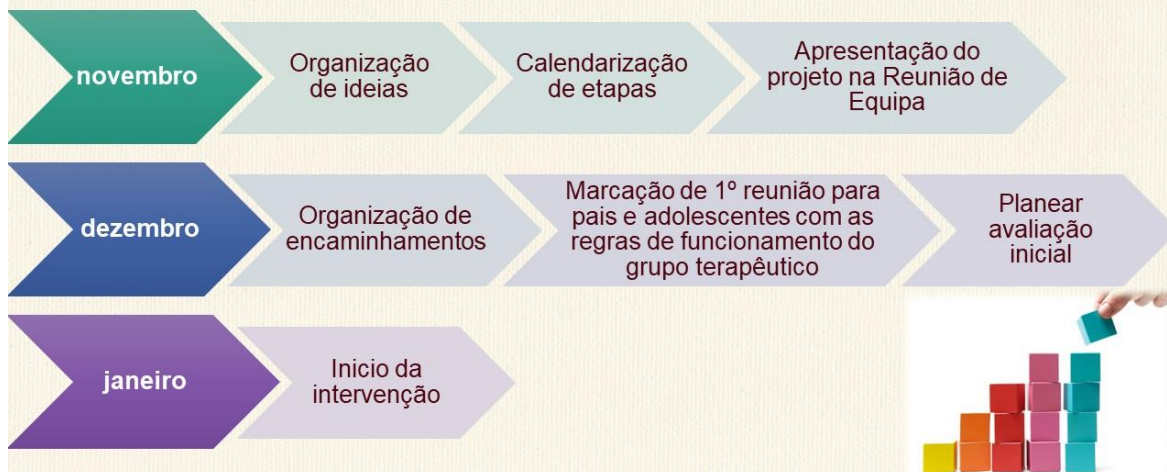 novembro
Organização
de ideias
Calendarização
de etapas
Apresentação do
projeto na Reunião de
Equipa
dezembro
Organização de
encaminhamentos
Marcação de 1º reunião para
pais e adolescentes com as
regras de funcionamento do
grupo terapêutico
Planear
avaliação
inicial
janeiro
Inicio da
intervenção